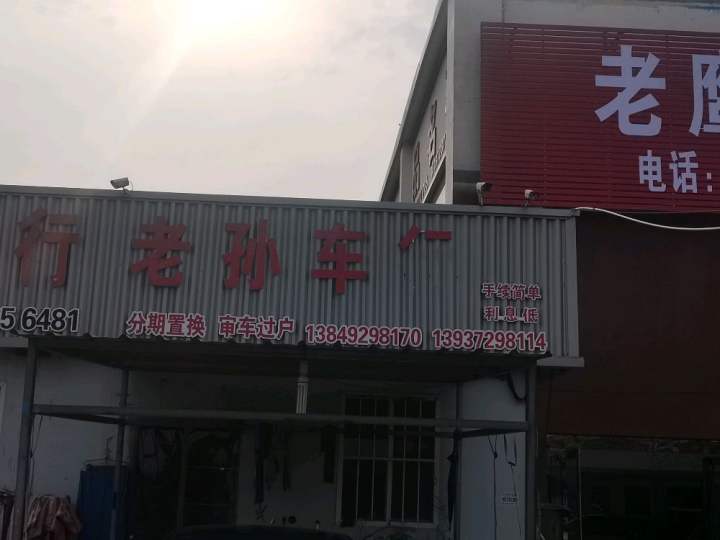 老
电话:
行 老孙车
手续简单
利息低
5 6481
分期置换 审车过户 13849298170 13937298114